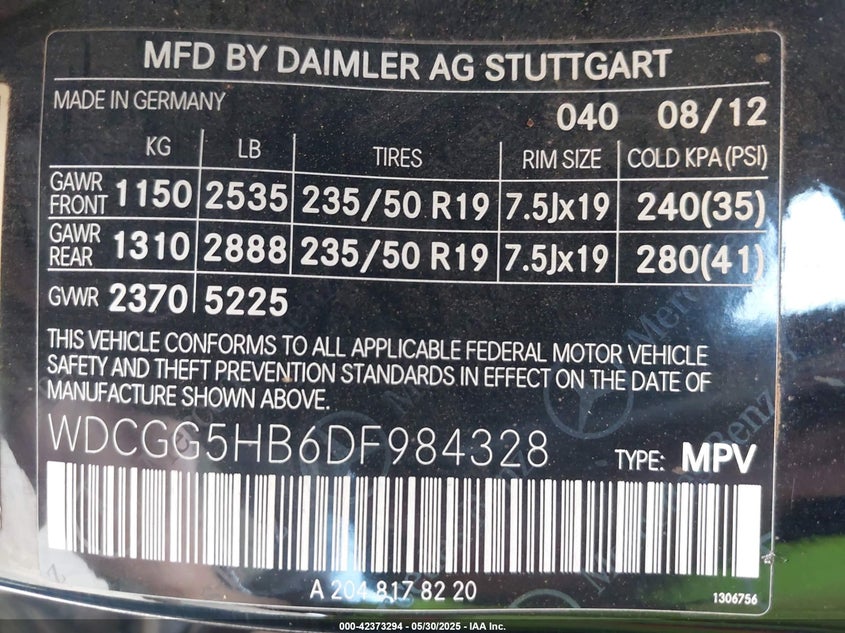 MFD BY DAIMLER AG STUTTGART
MADE IN GERMANY 040 08/12
KG LB TIRES RIM SIZE COLD KPA (PSI)
GAWR FRONT 1150 2535 235/50 R19 7.5Jx19 240(35)
GAWR REAR 1310 2888 235/50 R19 7.5Jx19 280(41)
GVWR 2370 5225
THIS VEHICLE CONFORMS TO ALL APPLICABLE FEDERAL MOTOR VEHICLE
SAFETY AND THEFT PREVENTION STANDARDS IN EFFECT ON THE DATE OF
MANUFACTURE SHOWN ABOVE.
WDCGG5HB6DF984328 TYPE: MPV
A 204 817 82 20
1306756
000-42373294 - 05/30/2025 - IAA Inc.